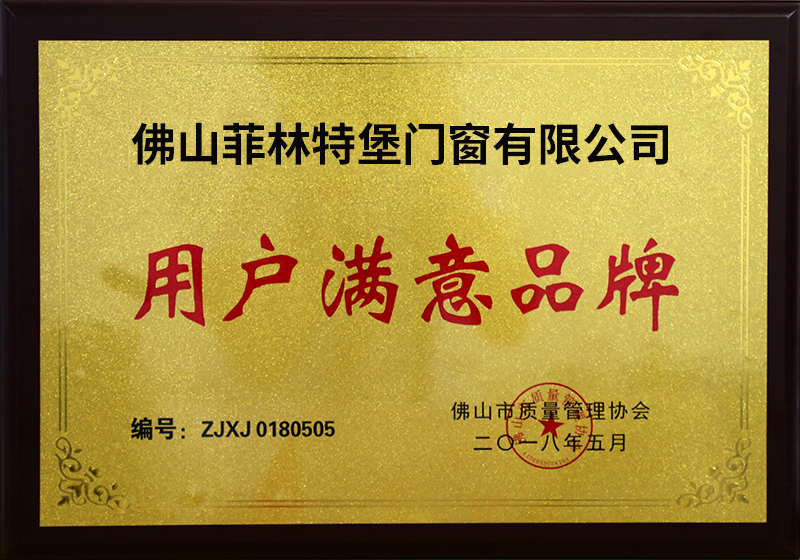 佛山菲林特堡门窗有限公司
用户满意品牌
编号：ZJXJ 0180505
佛山市质量管理协会
二〇一八年五月